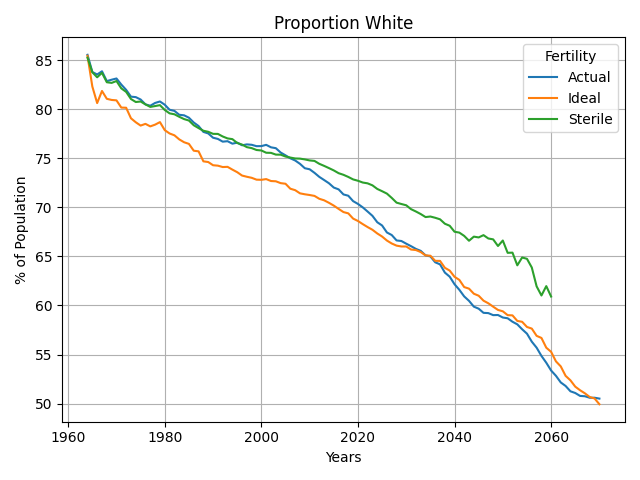 Proportion White
Fertility
Actual
Ideal
Sterile
% of Population
85
80
75
70
65
60
55
50
1960
1980
2000
2020
2040
2060
Years